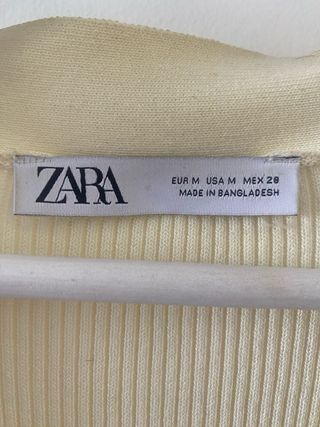 ZARA
EUR M USA M MEX 28
MADE IN BANGLADESH